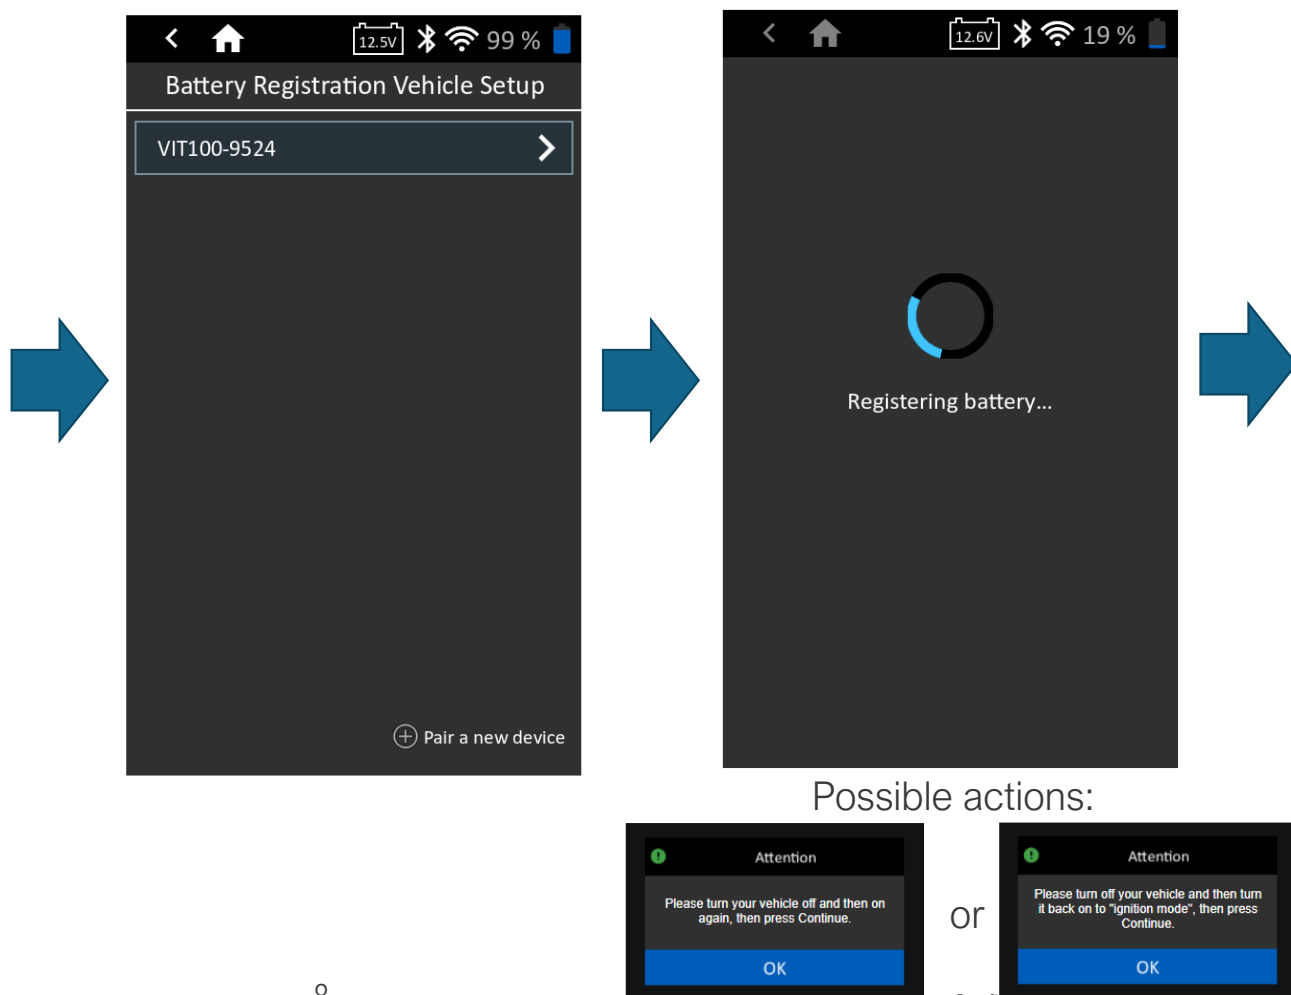 12.5V 99 %
Battery Registration Vehicle Setup
VIT100-9524
Pair a new device
12.6V 19 %
Registering battery...
Possible actions:
Attention
Please turn your vehicle off and then on
again, then press Continue.
OK
or
Attention
Please turn off your vehicle and then turn
it back on to "ignition mode", then press
Continue.
OK